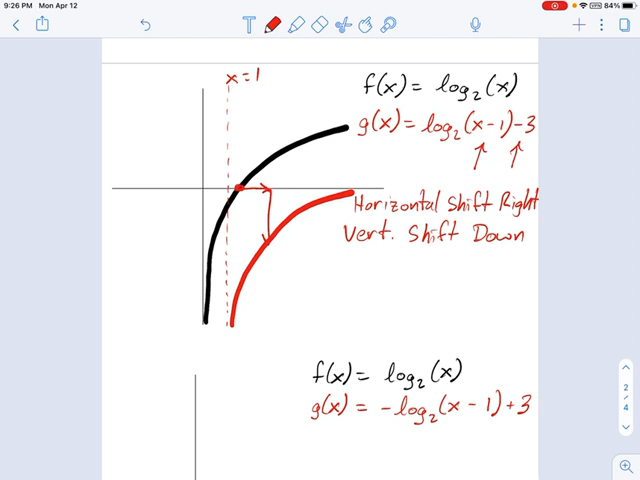 9:26 PM Mon Apr 12
VPN 84%
x=1
f(x) = log₂(x)
g(x) = log₂(x-1)-3
Horizontal Shift Right
Vert. Shift Down
f(x) = log₂(x)
g(x) = -log₂(x - 1) + 3
2
/
4